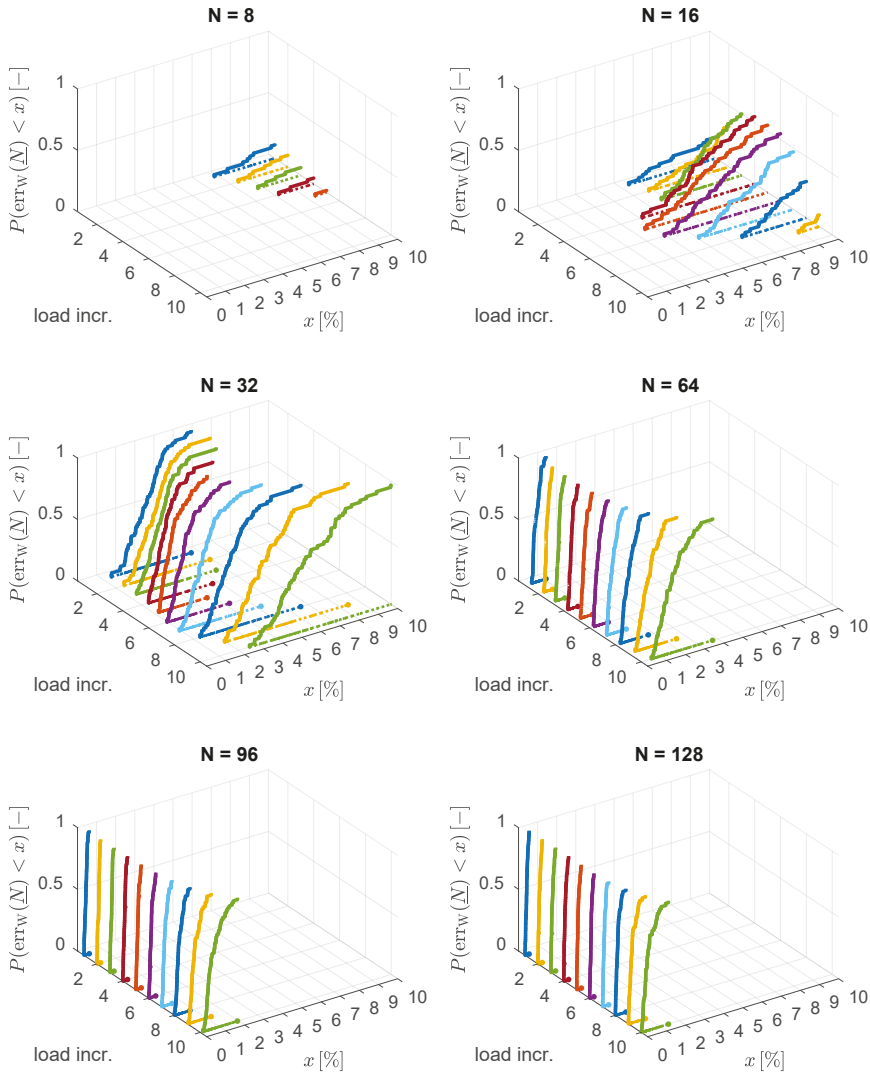 N = 8
P(err_W(N) < x) [−]
1
0.5
0
2
4
6
8
10
load incr.
0 1 2 3 4 5 6 7 8 9 10
x [%]
N = 16
P(err_W(N) < x) [−]
1
0.5
0
2
4
6
8
10
load incr.
0 1 2 3 4 5 6 7 8 9 10
x [%]
N = 32
P(err_W(N) < x) [−]
1
0.5
0
2
4
6
8
10
load incr.
0 1 2 3 4 5 6 7 8 9 10
x [%]
N = 64
P(err_W(N) < x) [−]
1
0.5
0
2
4
6
8
10
load incr.
0 1 2 3 4 5 6 7 8 9 10
x [%]
N = 96
P(err_W(N) < x) [−]
1
0.5
0
2
4
6
8
10
load incr.
0 1 2 3 4 5 6 7 8 9 10
x [%]
N = 128
P(err_W(N) < x) [−]
1
0.5
0
2
4
6
8
10
load incr.
0 1 2 3 4 5 6 7 8 9 10
x [%]